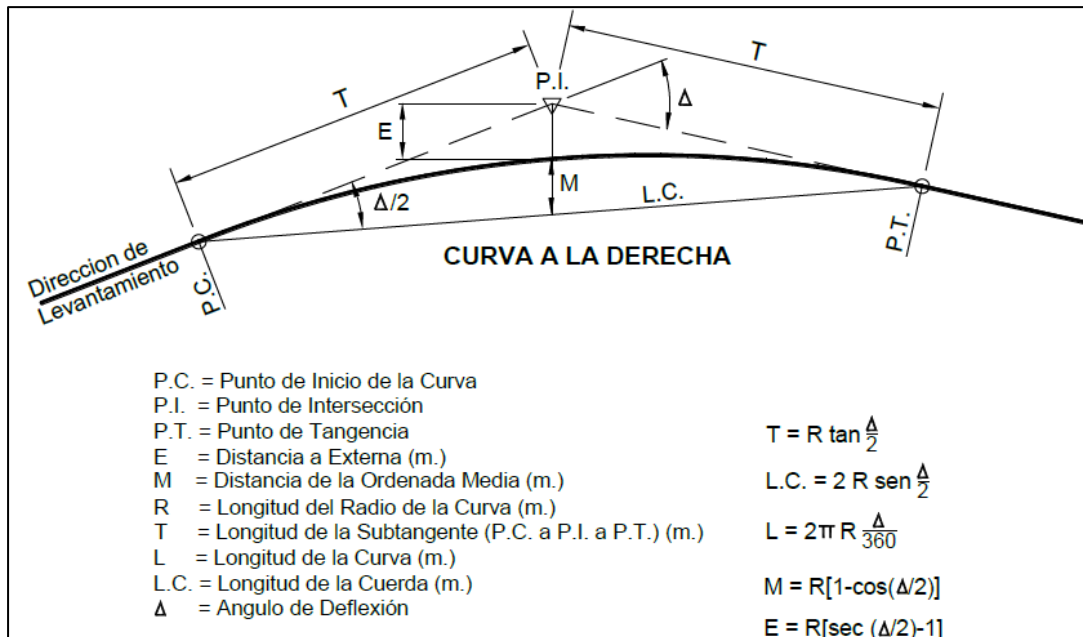 T
T
P.I.
Δ
E
M
L.C.
Δ/2
P.T.
CURVA A LA DERECHA
Direccion de
Levantamiento
P.C.
P.C. = Punto de Inicio de la Curva
P.I. = Punto de Intersección
P.T. = Punto de Tangencia
E = Distancia a Externa (m.)
M = Distancia de la Ordenada Media (m.)
R = Longitud del Radio de la Curva (m.)
T = Longitud de la Subtangente (P.C. a P.I. a P.T.) (m.)
L = Longitud de la Curva (m.)
L.C. = Longitud de la Cuerda (m.)
Δ = Angulo de Deflexión
T = R tan Δ/2
L.C. = 2 R sen Δ/2
L = 2π R Δ/360
M = R[1-cos(Δ/2)]
E = R[sec (Δ/2)-1]